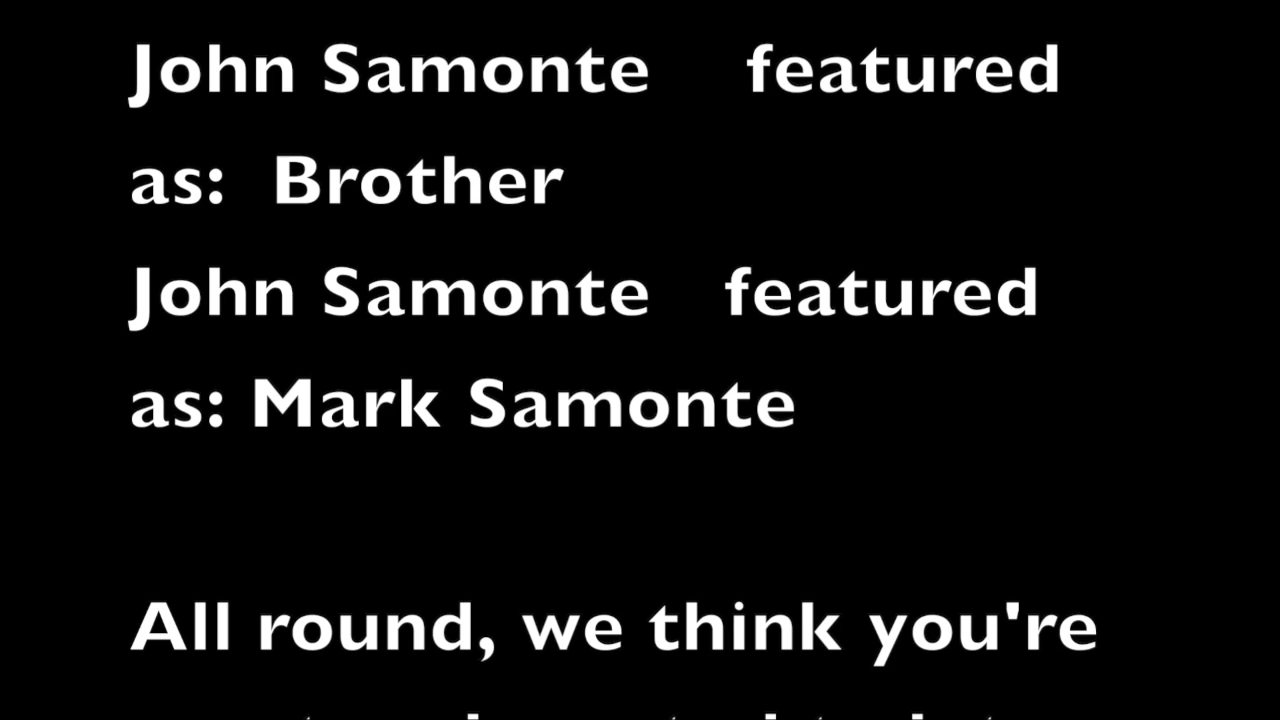 John Samonte featured
as: Brother
John Samonte featured
as: Mark Samonte
All round, we think you're